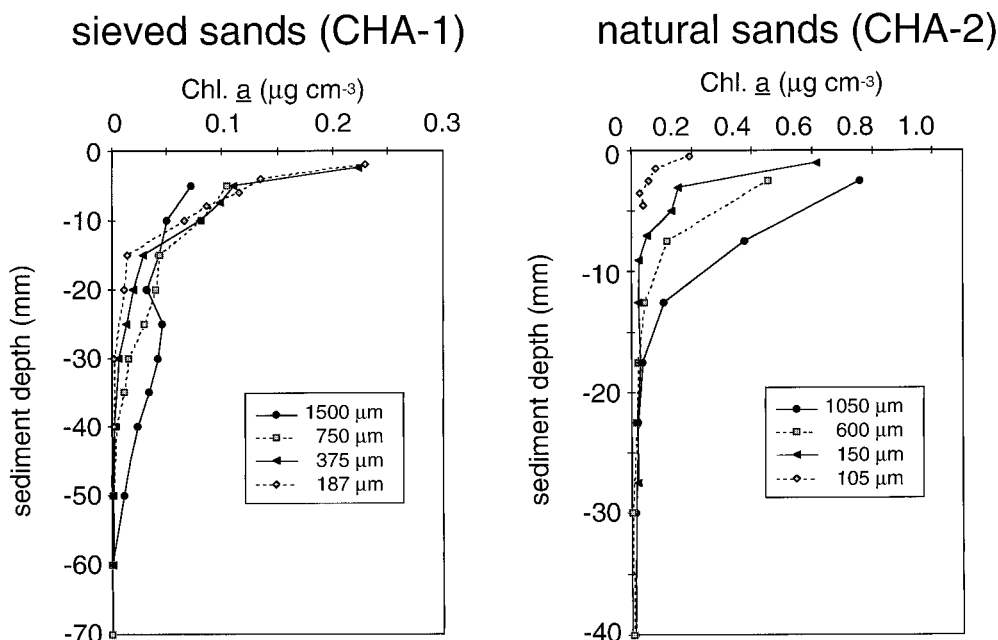 sieved sands (CHA-1)
Chl. a (µg cm-3)
0 0.1 0.2 0.3
0
-10
-20
-30
-40
-50
-60
-70
sediment depth (mm)
1500 µm
750 µm
375 µm
187 µm
natural sands (CHA-2)
Chl. a (µg cm-3)
0 0.2 0.4 0.6 0.8 1.0
0
-10
-20
-30
-40
sediment depth (mm)
1050 µm
600 µm
150 µm
105 µm